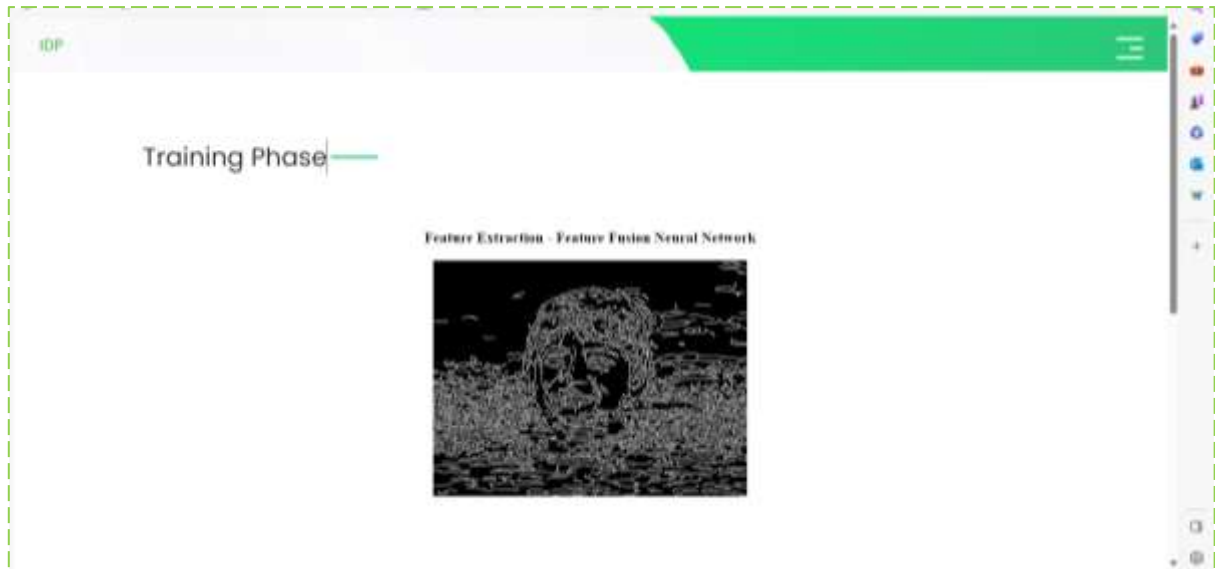 IDP
Training Phase
Feature Extraction - Feature Fusion Neural Network